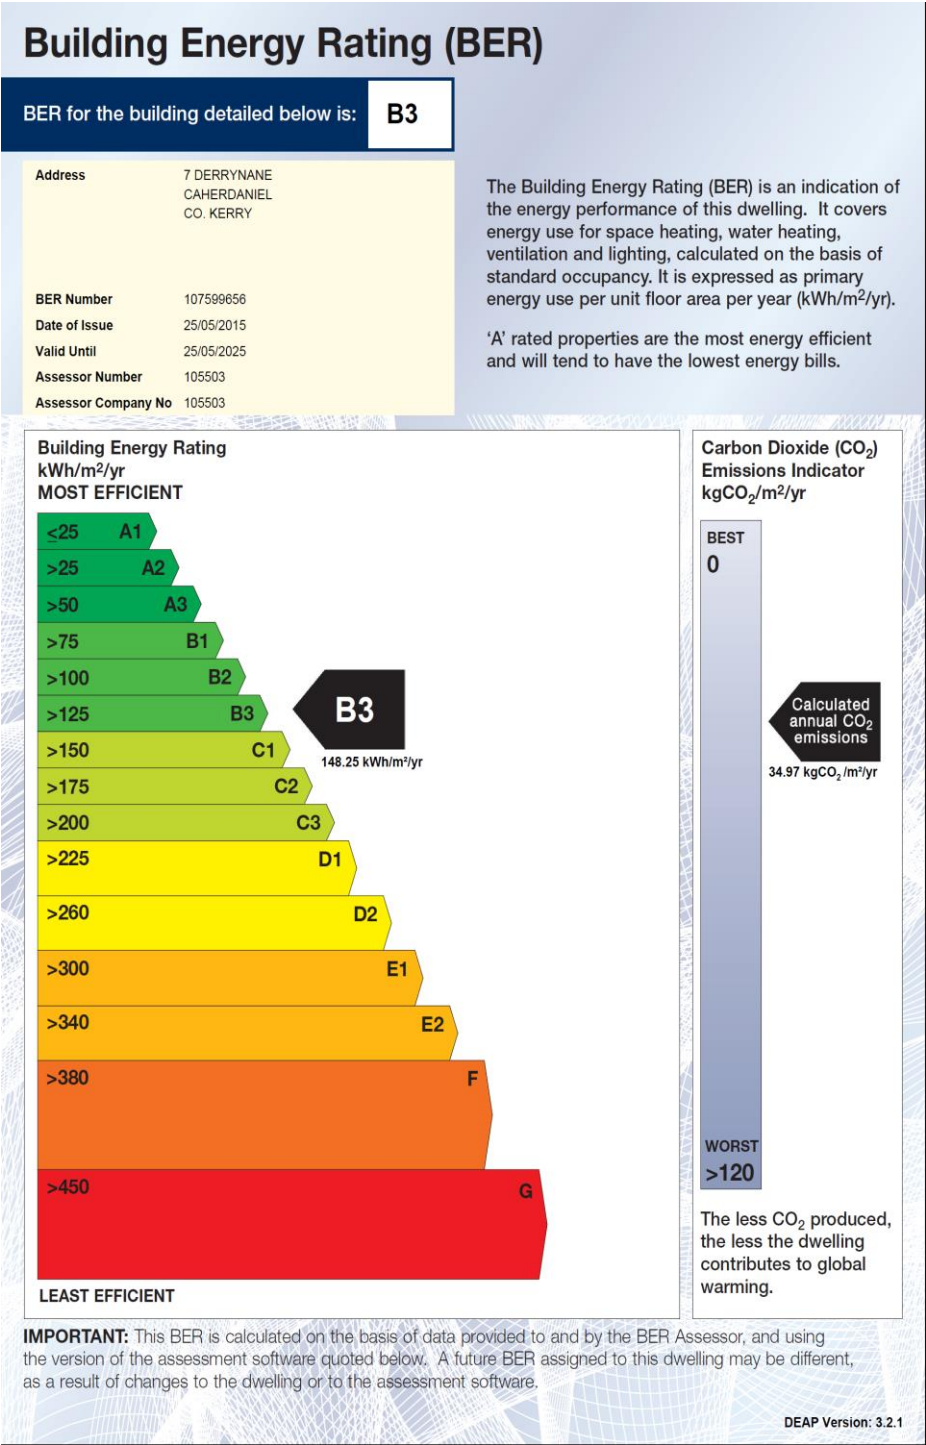 Building Energy Rating (BER)
BER for the building detailed below is: B3
Address 7 DERRYNANE
CAHERDANIEL
CO. KERRY
BER Number 107599656
Date of Issue 25/05/2015
Valid Until 25/05/2025
Assessor Number 105503
Assessor Company No 105503
The Building Energy Rating (BER) is an indication of
the energy performance of this dwelling. It covers
energy use for space heating, water heating,
ventilation and lighting, calculated on the basis of
standard occupancy. It is expressed as primary
energy use per unit floor area per year (kWh/m²/yr).
‘A’ rated properties are the most energy efficient
and will tend to have the lowest energy bills.
Building Energy Rating
kWh/m²/yr
MOST EFFICIENT
≤25 A1
>25 A2
>50 A3
>75 B1
>100 B2
>125 B3
>150 C1
>175 C2
>200 C3
>225 D1
>260 D2
>300 E1
>340 E2
>380 F
>450 G
LEAST EFFICIENT
B3
148.25 kWh/m²/yr
Carbon Dioxide (CO₂)
Emissions Indicator
kgCO₂/m²/yr
BEST
0
Calculated
annual CO₂
emissions
34.97 kgCO₂/m²/yr
WORST
>120
The less CO₂ produced,
the less the dwelling
contributes to global
warming.
IMPORTANT: This BER is calculated on the basis of data provided to and by the BER Assessor, and using
the version of the assessment software quoted below. A future BER assigned to this dwelling may be different,
as a result of changes to the dwelling or to the assessment software.
DEAP Version: 3.2.1